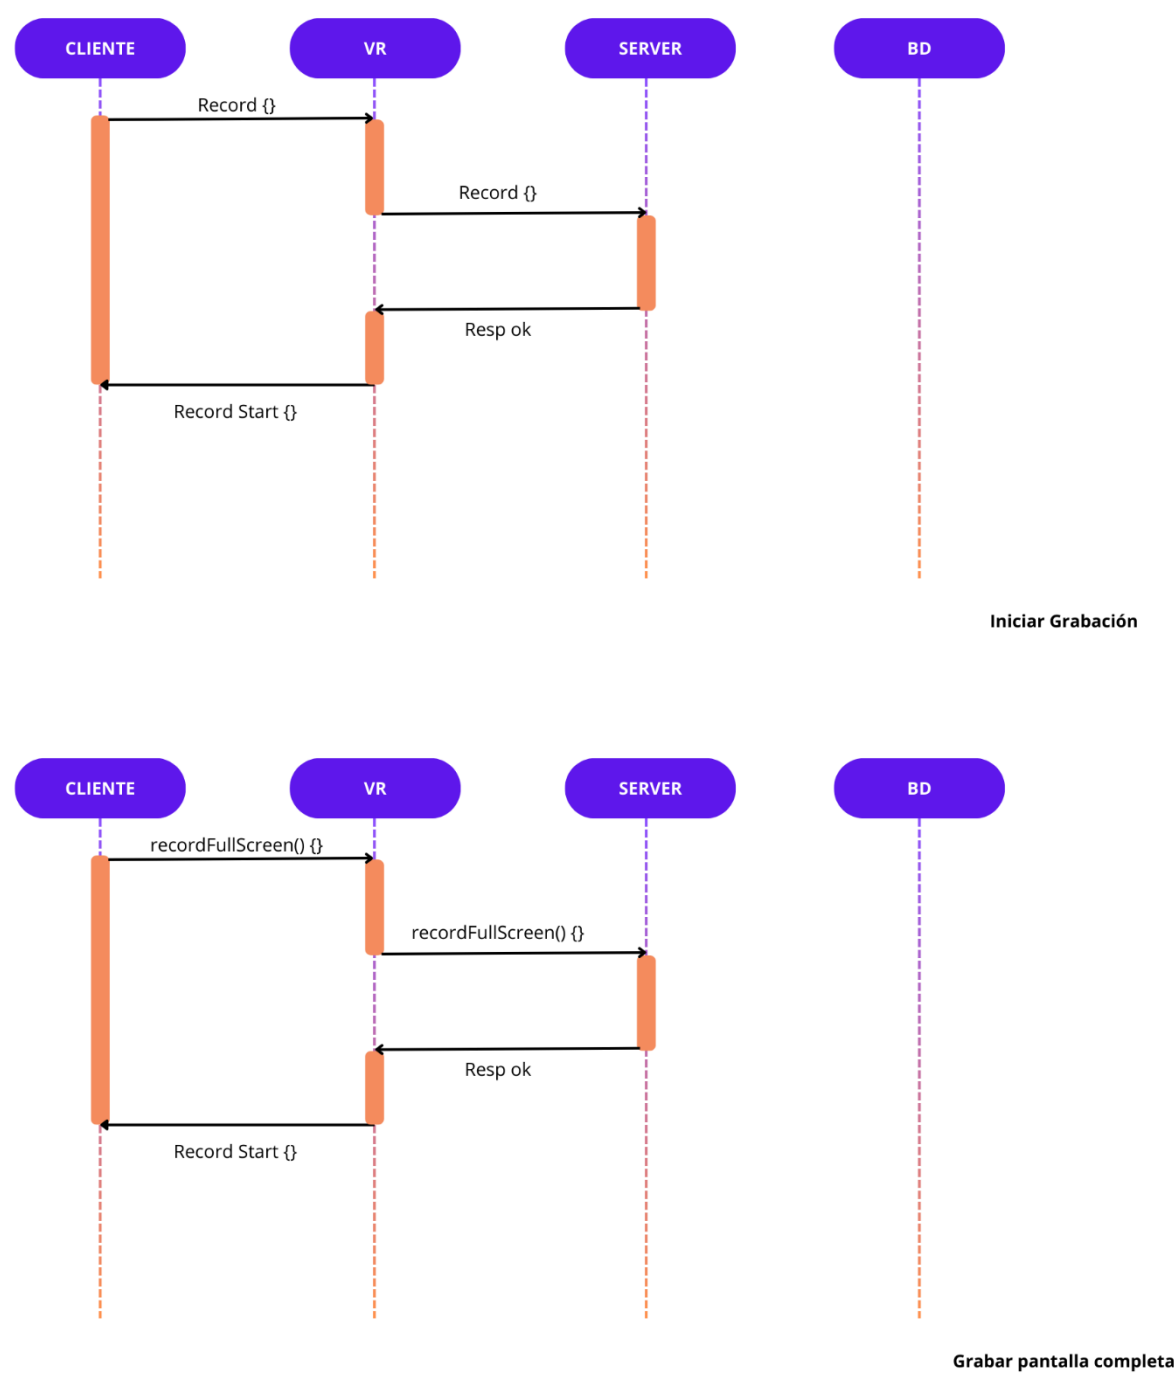 CLIENTE
VR
SERVER
BD
Record {}
Record {}
Resp ok
Record Start {}
Iniciar Grabación
CLIENTE
VR
SERVER
BD
recordFullScreen() {}
recordFullScreen() {}
Resp ok
Record Start {}
Grabar pantalla completa